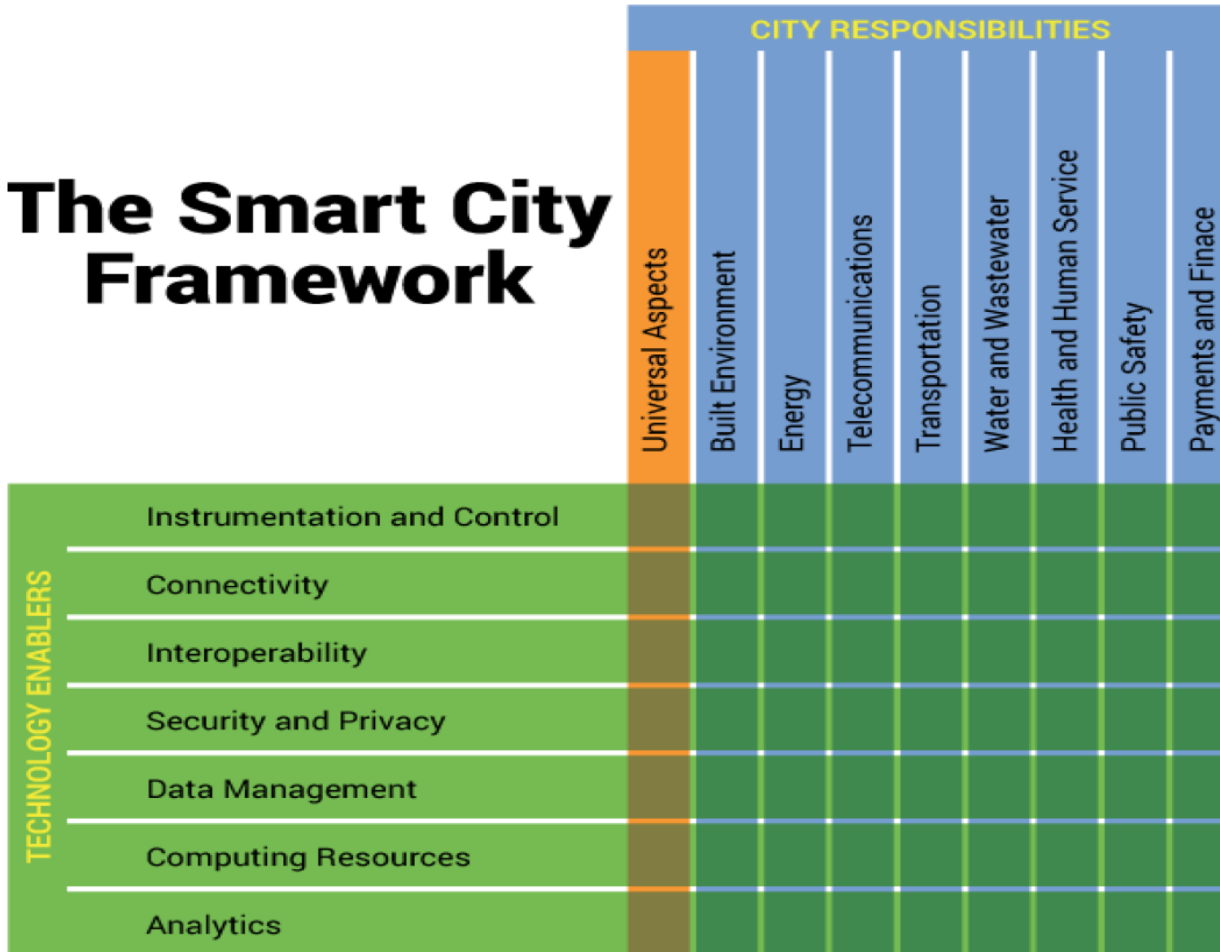 CITY RESPONSIBILITIES
The Smart City
Framework
Universal Aspects
Built Environment
Energy
Telecommunications
Transportation
Water and Wastewater
Health and Human Service
Public Safety
Payments and Finace
TECHNOLOGY ENABLERS
Instrumentation and Control
Connectivity
Interoperability
Security and Privacy
Data Management
Computing Resources
Analytics